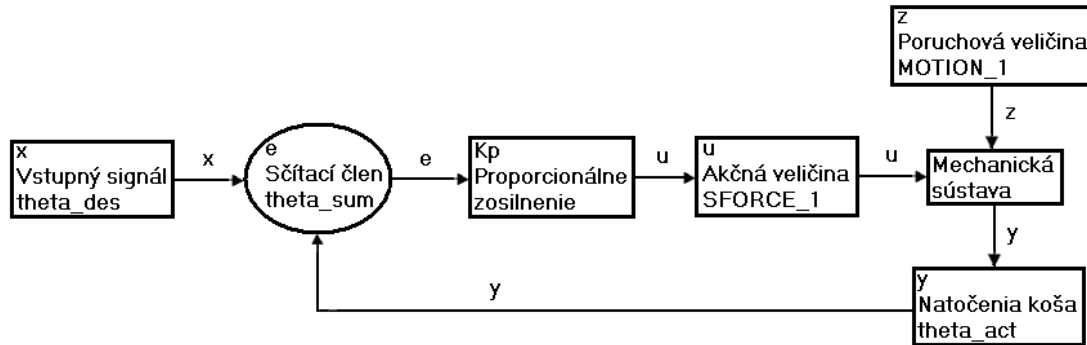 z
Poruchová veličina
MOTION_1
z
x
Vstupný signál
theta_des
x
e
Sčítací člen
theta_sum
e
Kp
Proporcionálne
zosilnenie
u
u
Akčná veličina
SFORCE_1
u
Mechanická
sústava
y
y
Natočenia koša
theta_act
y